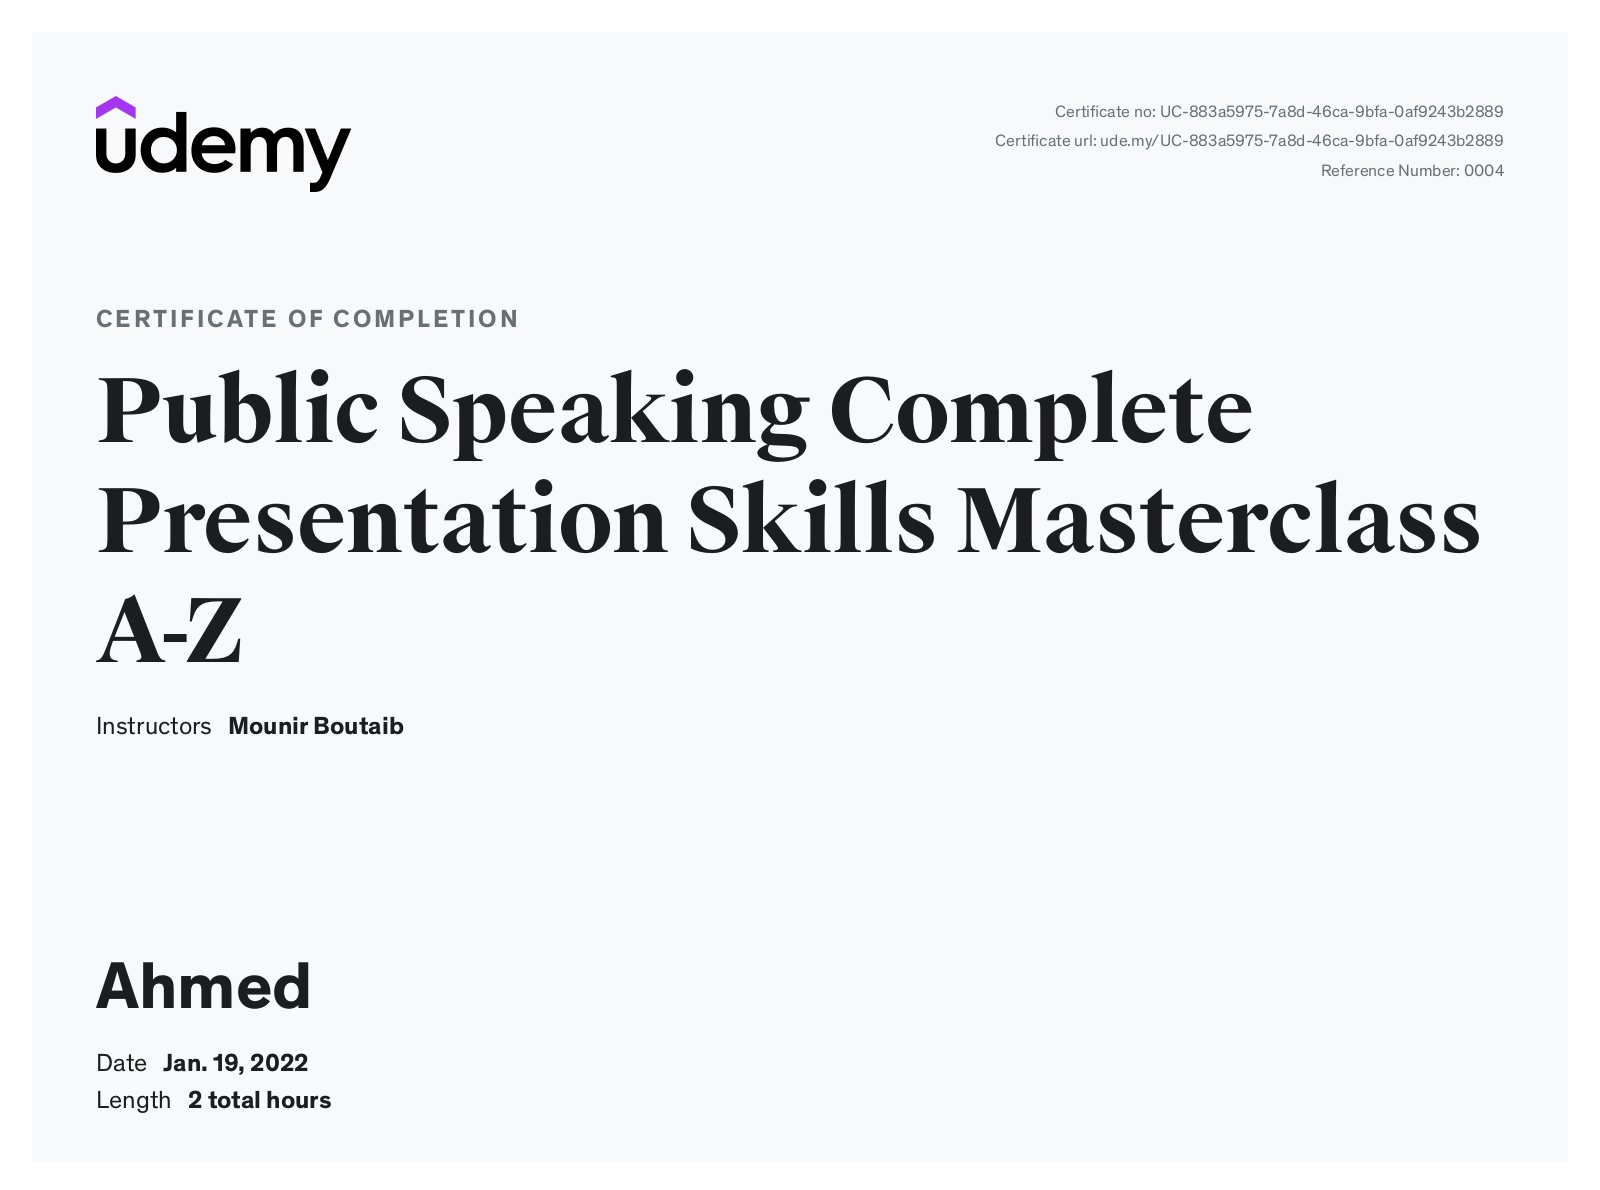 udemy
Certificate no: UC-883a5975-7a8d-46ca-9bfa-0af9243b2889
Certificate url: ude.my/UC-883a5975-7a8d-46ca-9bfa-0af9243b2889
Reference Number: 0004
CERTIFICATE OF COMPLETION
Public Speaking Complete
Presentation Skills Masterclass
A-Z
Instructors Mounir Boutaib
Ahmed
Date Jan. 19, 2022
Length 2 total hours